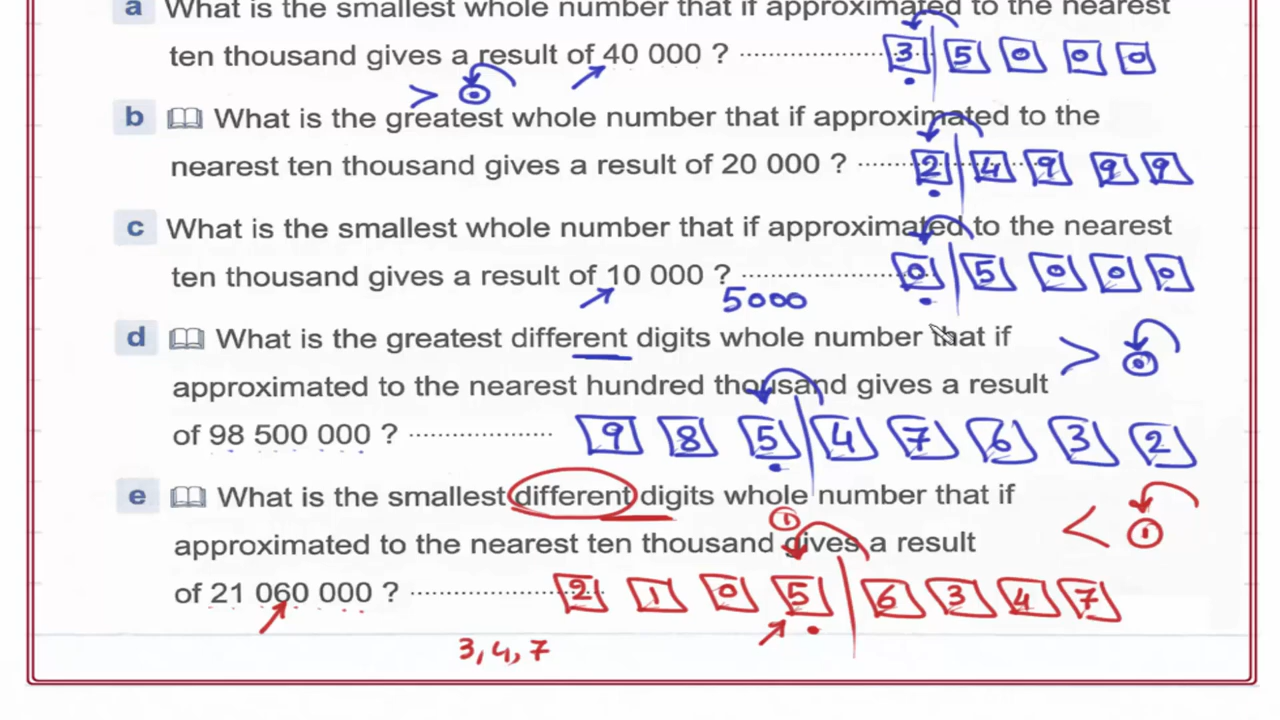 a What is the smallest whole number that if approximated to the nearest
ten thousand gives a result of 40 000 ? .................... 3 5 0 0 0
> 0
b What is the greatest whole number that if approximated to the
nearest ten thousand gives a result of 20 000 ? ........ 2 4 9 9 9
c What is the smallest whole number that if approximated to the nearest
ten thousand gives a result of 10 000 ? .................... 0 5 0 0 0
5000
d What is the greatest different digits whole number that if
> 0
approximated to the nearest hundred thousand gives a result
of 98 500 000 ? .................... 9 8 5 4 7 6 3 2
e What is the smallest different digits whole number that if
1 < 1
approximated to the nearest ten thousand gives a result
of 21 060 000 ? .................... 2 1 0 5 6 3 4 7
3, 4, 7